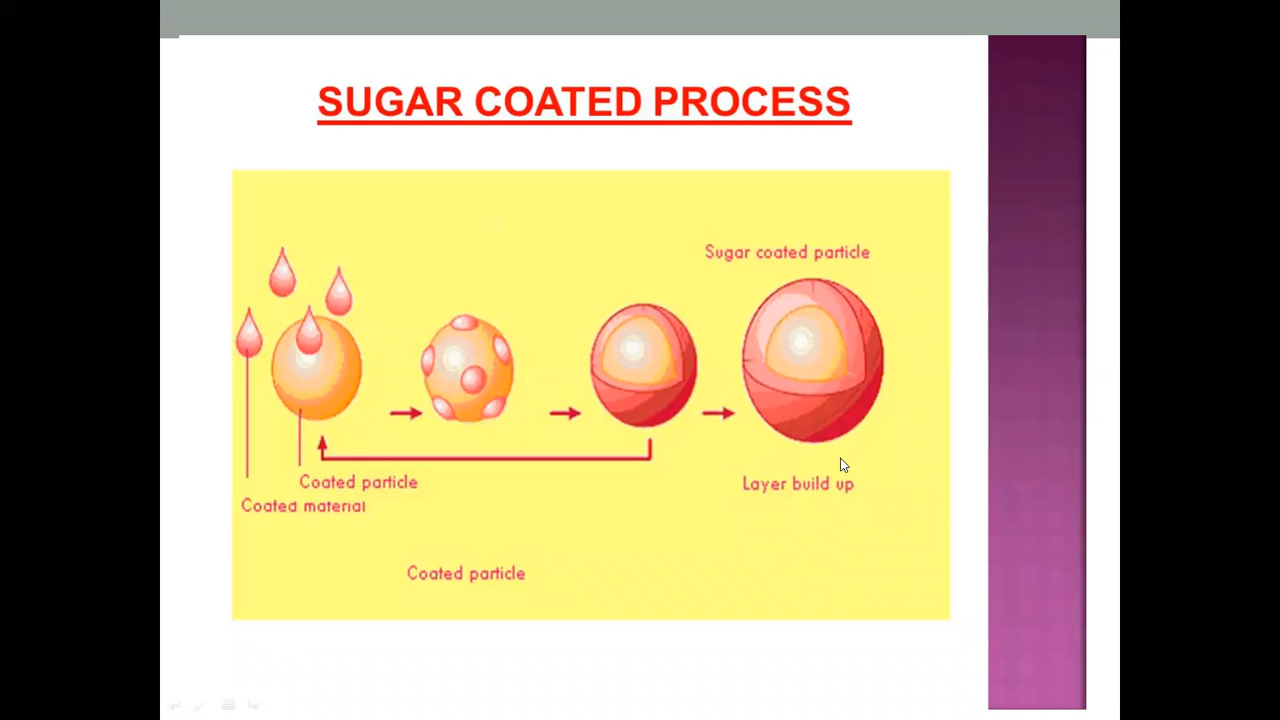 SUGAR COATED PROCESS
Sugar coated particle
Coated particle
Layer build up
Coated material
Coated particle